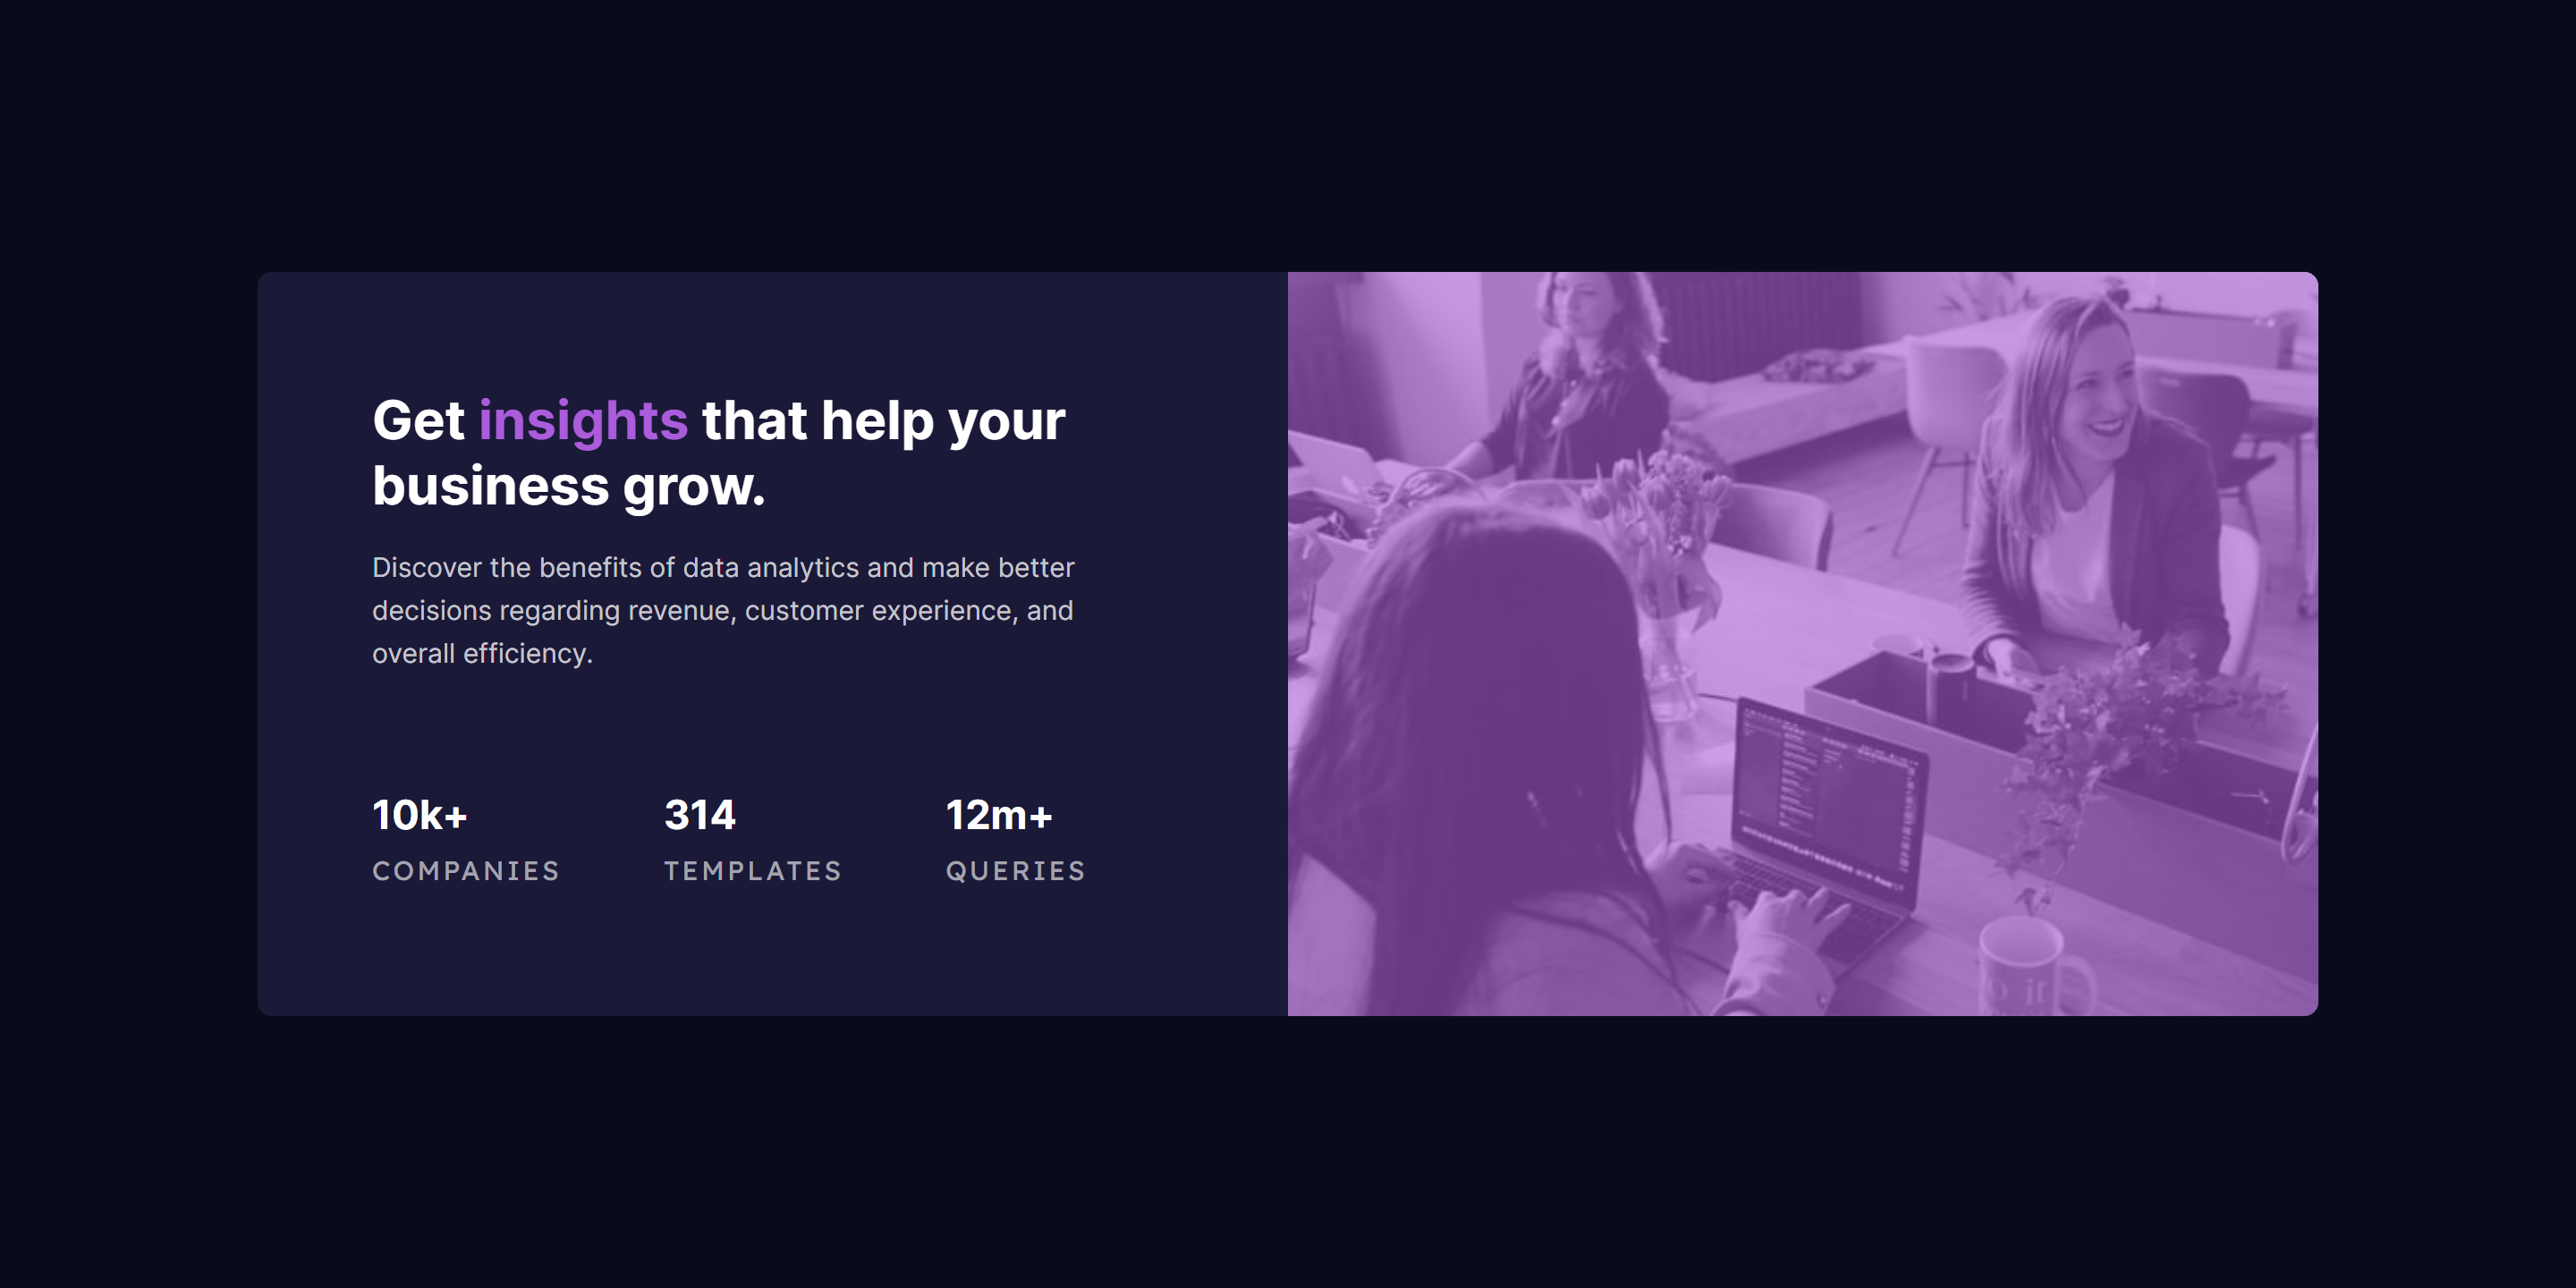 Get insights that help your
business grow.
Discover the benefits of data analytics and make better
decisions regarding revenue, customer experience, and
overall efficiency.
10k+ 314 12m+
COMPANIES TEMPLATES QUERIES